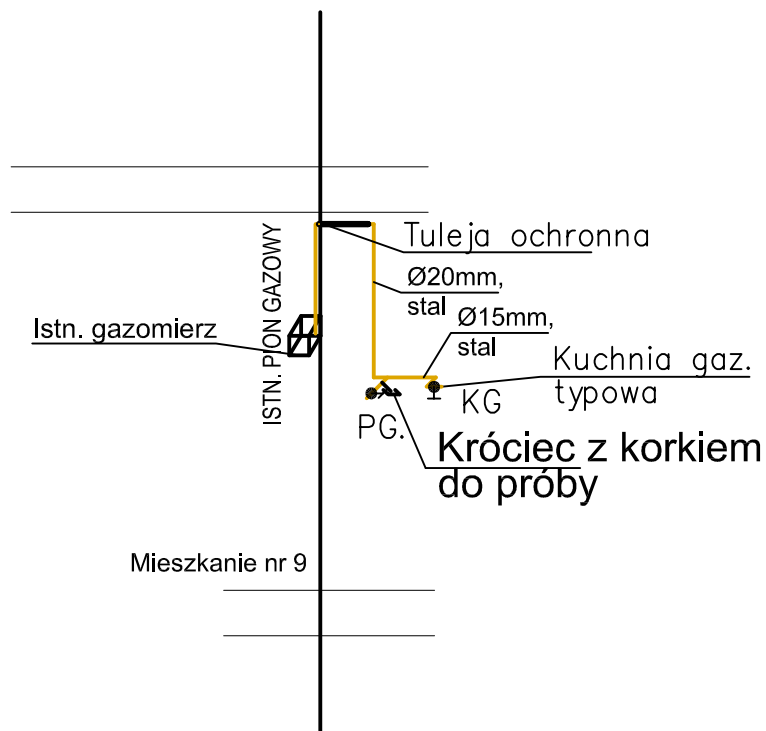 Tuleja ochronna
ISTN. PION GAZOWY
Ø20mm,
stal
Istn. gazomierz
Ø15mm,
stal
Kuchnia gaz.
typowa
KG
PG.
Króciec z korkiem
do próby
Mieszkanie nr 9